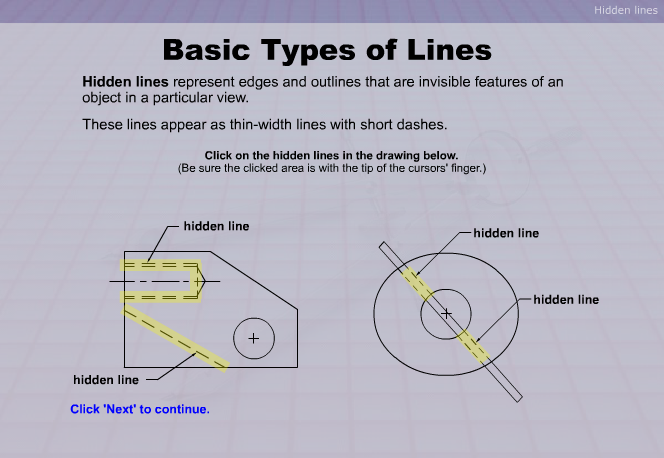 Hidden lines
Basic Types of Lines
Hidden lines represent edges and outlines that are invisible features of an
object in a particular view.
These lines appear as thin-width lines with short dashes.
Click on the hidden lines in the drawing below.
(Be sure the clicked area is with the tip of the cursors' finger.)
hidden line
hidden line
hidden line
hidden line
Click 'Next' to continue.